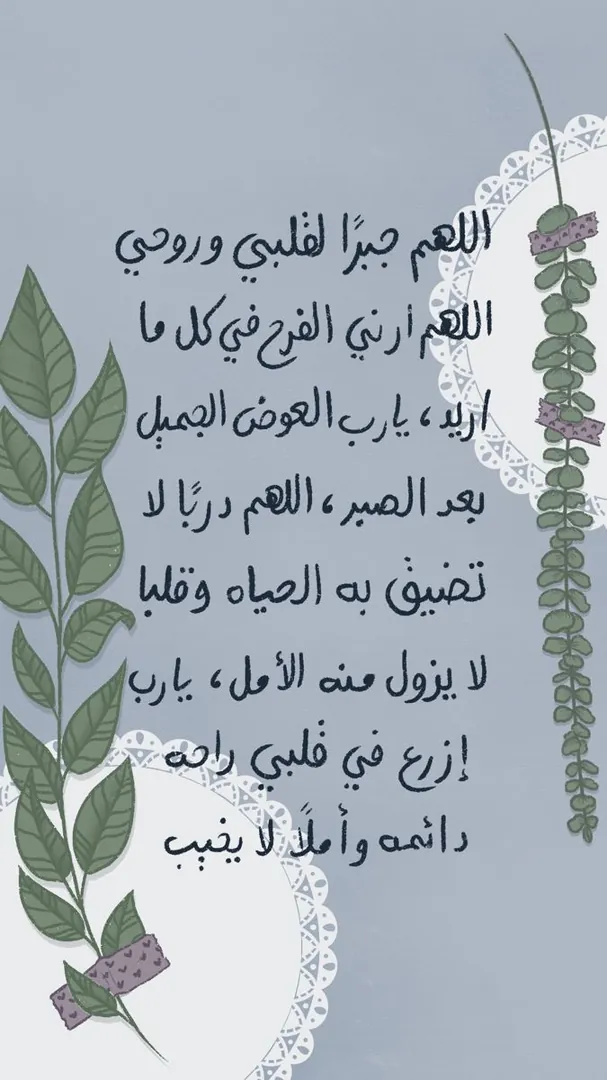 اللهم جبرًا لقلبي وروحي
اللهم أرني الفرح في كل ما
اريد، يارب العوض الجميل
بعد الصبر، اللهم دربًا لا
تضيق به الحياه وقلبا
لا يزول منه الأمل، يارب
إزرع في قلبي راحه
دائمه وأملًا لا يخيب